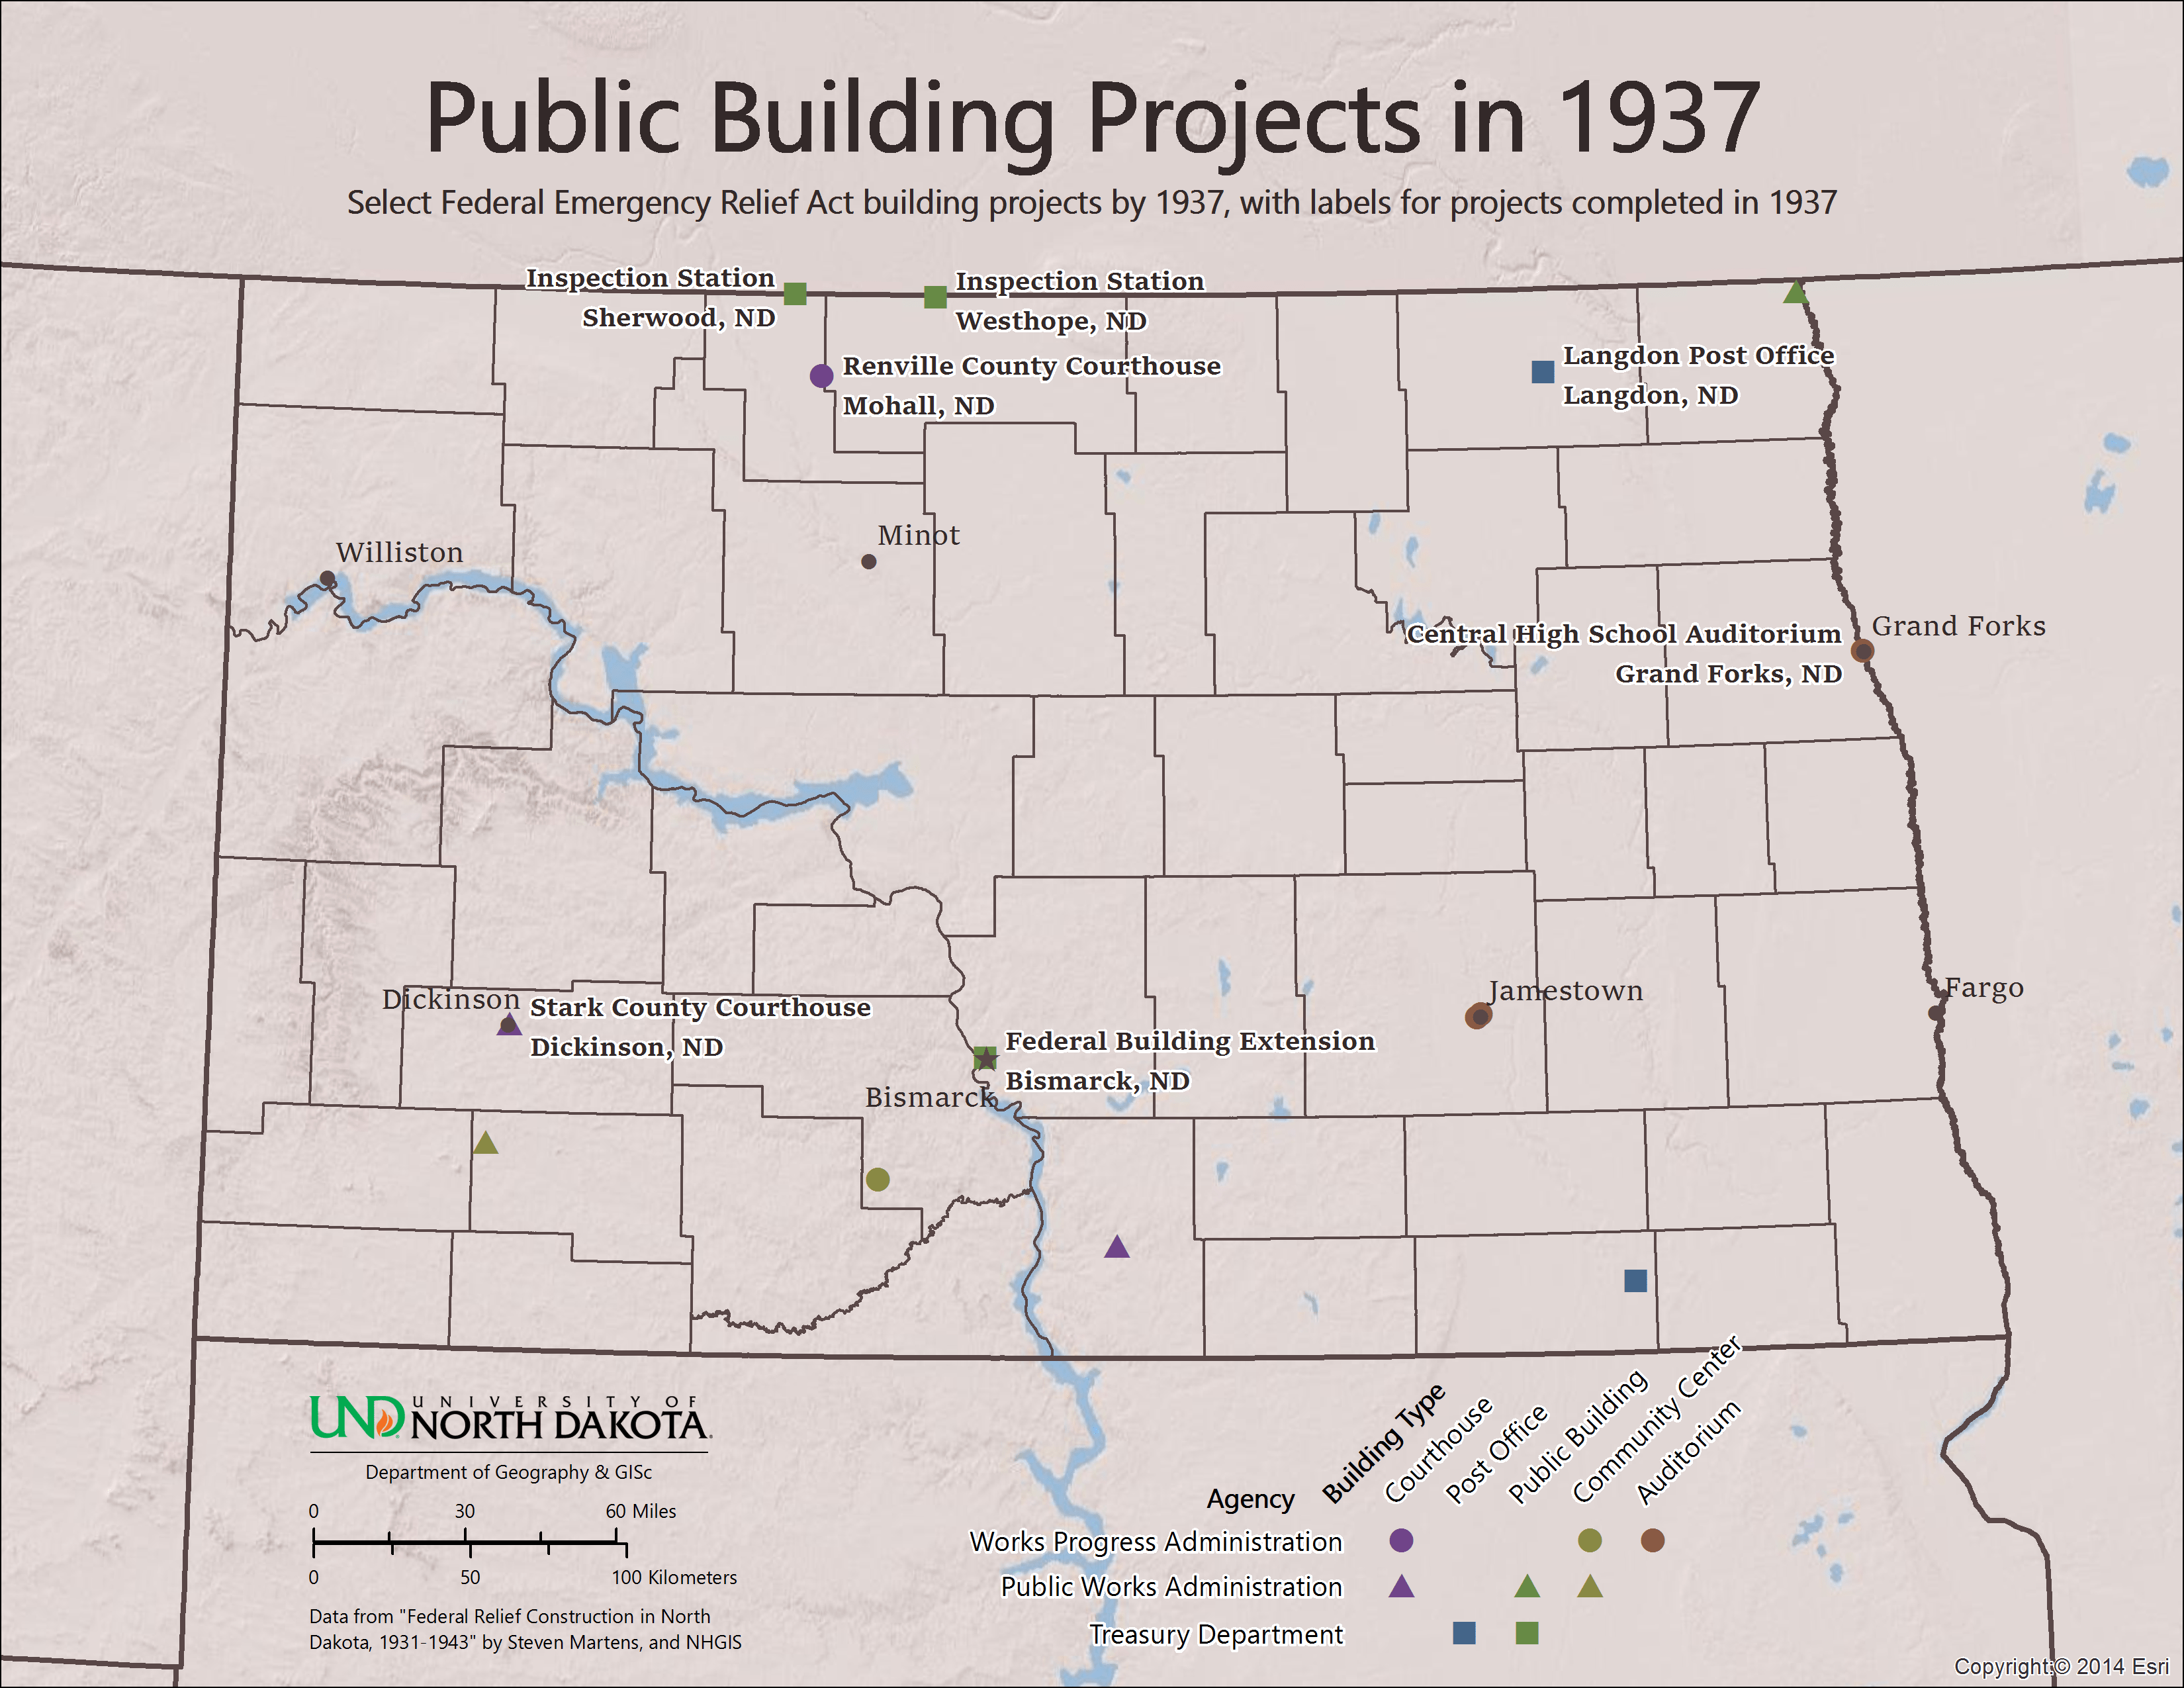 Public Building Projects in 1937
Select Federal Emergency Relief Act building projects by 1937, with labels for projects completed in 1937
Inspection Station
Sherwood, ND
Inspection Station
Westhope, ND
Renville County Courthouse
Mohall, ND
Langdon Post Office
Langdon, ND
Minot
Williston
Grand Forks
Central High School Auditorium
Grand Forks, ND
Dickinson
Stark County Courthouse
Dickinson, ND
Jamestown
Fargo
Federal Building Extension
Bismarck, ND
Bismarck
UND UNIVERSITY OF
NORTH DAKOTA.
Department of Geography & GISc
0 30 60 Miles
0 50 100 Kilometers
Data from "Federal Relief Construction in North
Dakota, 1931-1943" by Steven Martens, and NHGIS
Agency
Building Type
Courthouse
Post Office
Public Building
Community Center
Auditorium
Works Progress Administration
Public Works Administration
Treasury Department
Copyright:© 2014 Esri